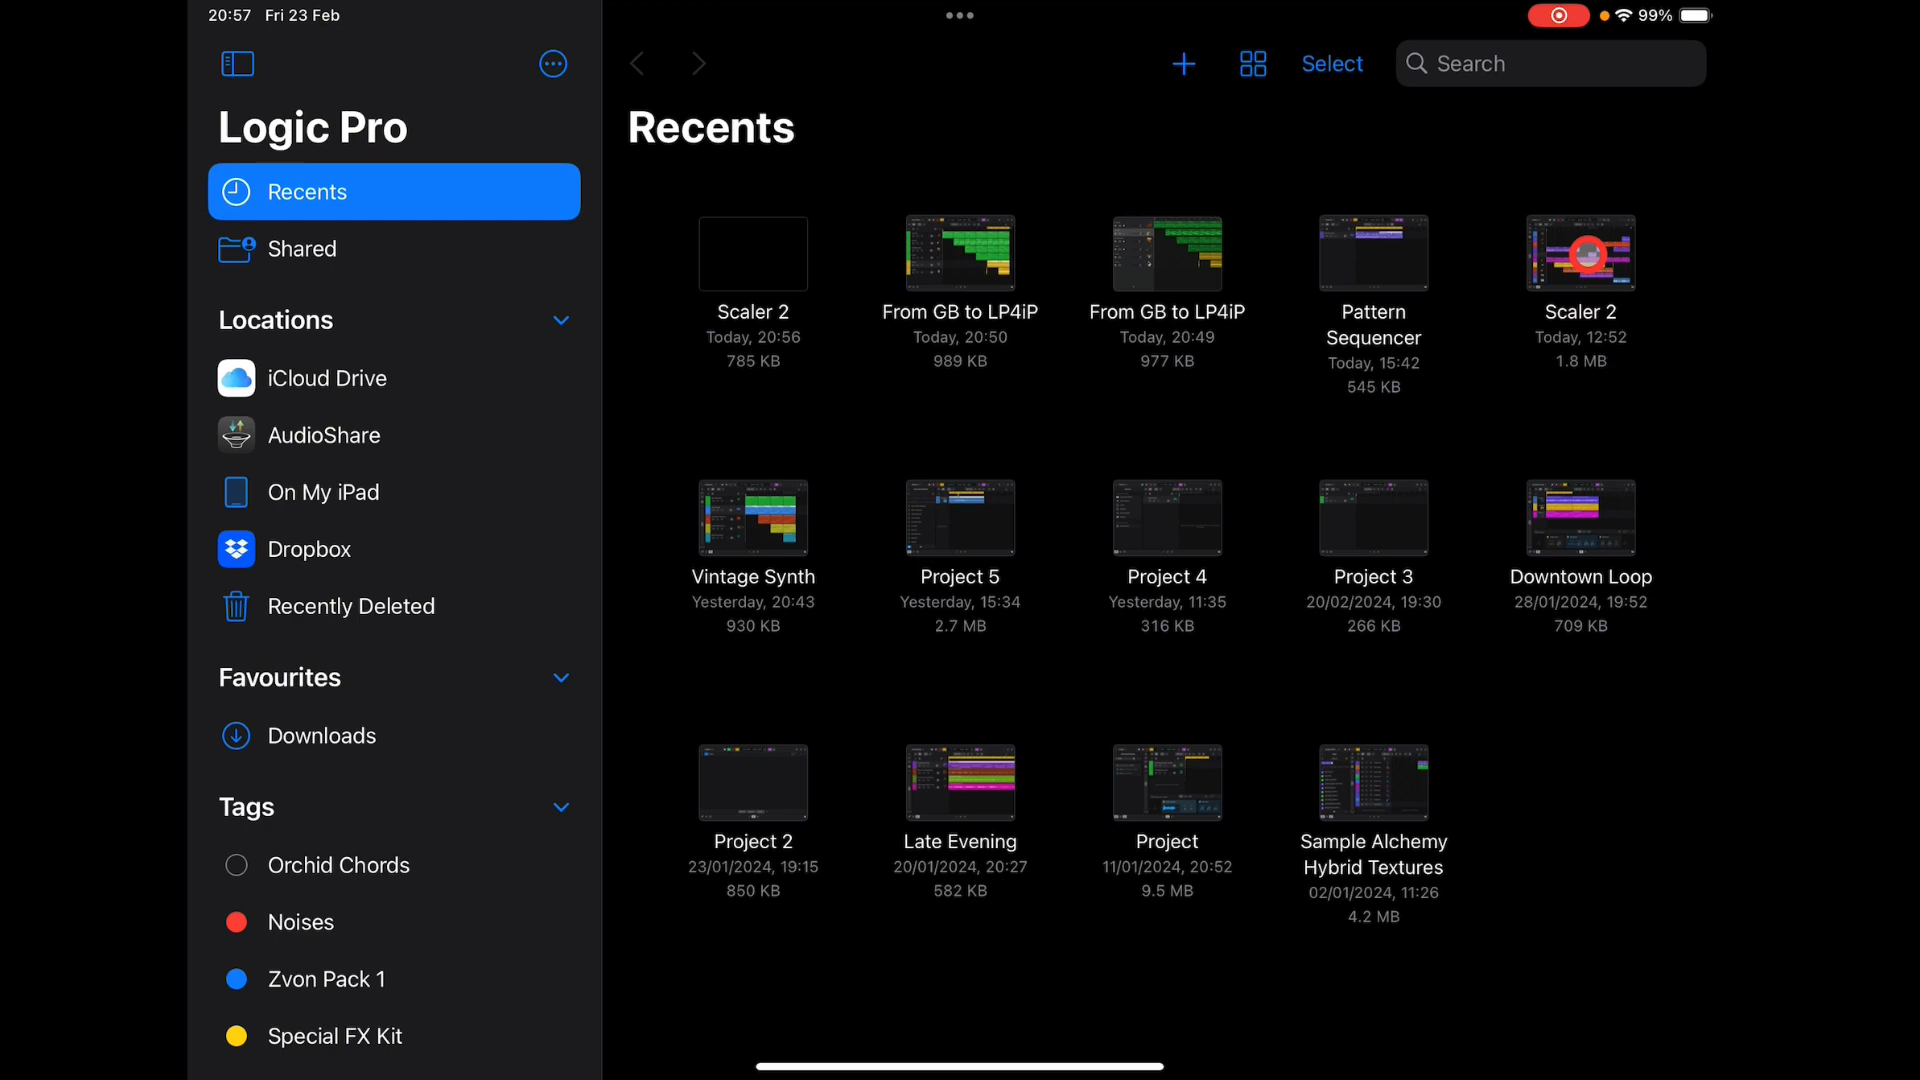 20:57 Fri 23 Feb
99%
Select
Search
Logic Pro
Recents
Shared
Locations
iCloud Drive
AudioShare
On My iPad
Dropbox
Recently Deleted
Favourites
Downloads
Tags
Orchid Chords
Noises
Zvon Pack 1
Special FX Kit
Recents
Scaler 2
Today, 20:56
785 KB
From GB to LP4iP
Today, 20:50
989 KB
From GB to LP4iP
Today, 20:49
977 KB
Pattern
Sequencer
Today, 15:42
545 KB
Scaler 2
Today, 12:52
1.8 MB
Vintage Synth
Yesterday, 20:43
930 KB
Project 5
Yesterday, 15:34
2.7 MB
Project 4
Yesterday, 11:35
316 KB
Project 3
20/02/2024, 19:30
266 KB
Downtown Loop
28/01/2024, 19:52
709 KB
Project 2
23/01/2024, 19:15
850 KB
Late Evening
20/01/2024, 20:27
582 KB
Project
11/01/2024, 20:52
9.5 MB
Sample Alchemy
Hybrid Textures
02/01/2024, 11:26
4.2 MB